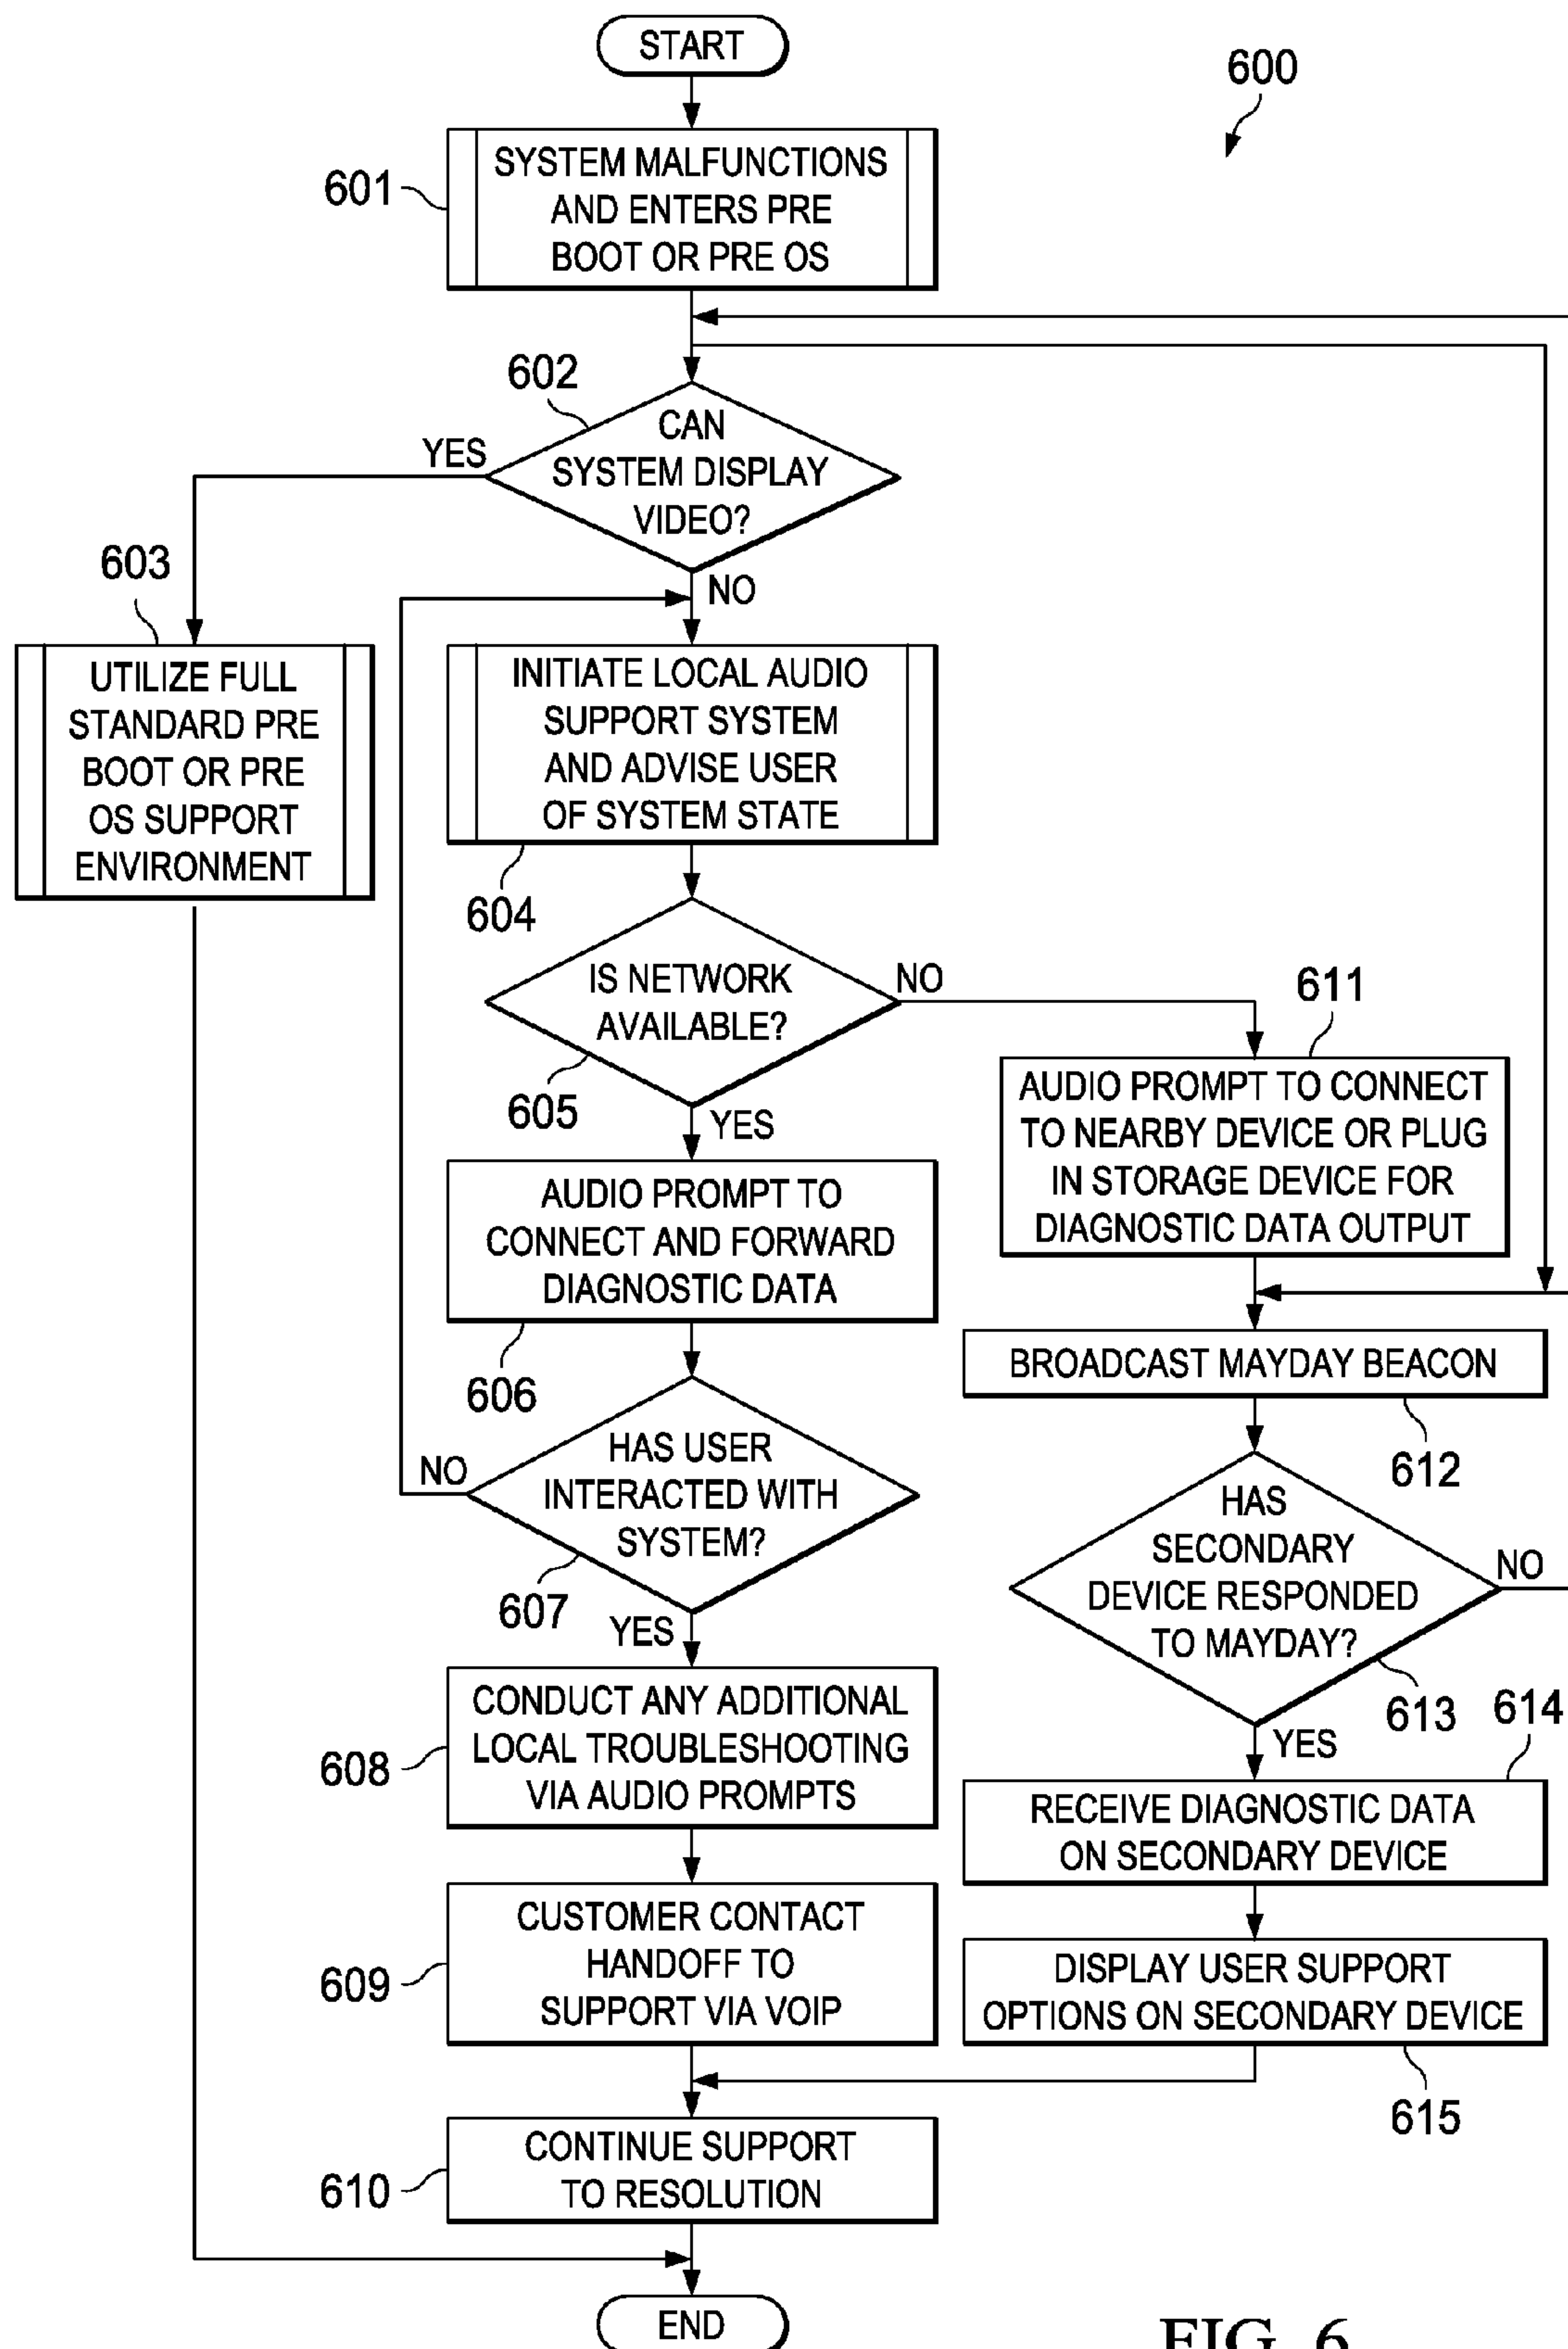 START
600
601
SYSTEM MALFUNCTIONS
AND ENTERS PRE
BOOT OR PRE OS
602
CAN
SYSTEM DISPLAY
VIDEO?
YES
NO
603
UTILIZE FULL
STANDARD PRE
BOOT OR PRE
OS SUPPORT
ENVIRONMENT
INITIATE LOCAL AUDIO
SUPPORT SYSTEM
AND ADVISE USER
OF SYSTEM STATE
604
IS NETWORK
AVAILABLE?
NO
605
YES
611
AUDIO PROMPT TO CONNECT
TO NEARBY DEVICE OR PLUG
IN STORAGE DEVICE FOR
DIAGNOSTIC DATA OUTPUT
AUDIO PROMPT TO
CONNECT AND FORWARD
DIAGNOSTIC DATA
606
BROADCAST MAYDAY BEACON
612
HAS USER
INTERACTED WITH
SYSTEM?
NO
607
YES
HAS
SECONDARY
DEVICE RESPONDED
TO MAYDAY?
NO
613
YES
614
CONDUCT ANY ADDITIONAL
LOCAL TROUBLESHOOTING
VIA AUDIO PROMPTS
608
RECEIVE DIAGNOSTIC DATA
ON SECONDARY DEVICE
CUSTOMER CONTACT
HANDOFF TO
SUPPORT VIA VOIP
609
DISPLAY USER SUPPORT
OPTIONS ON SECONDARY DEVICE
615
CONTINUE SUPPORT
TO RESOLUTION
610
END
FIG. 6